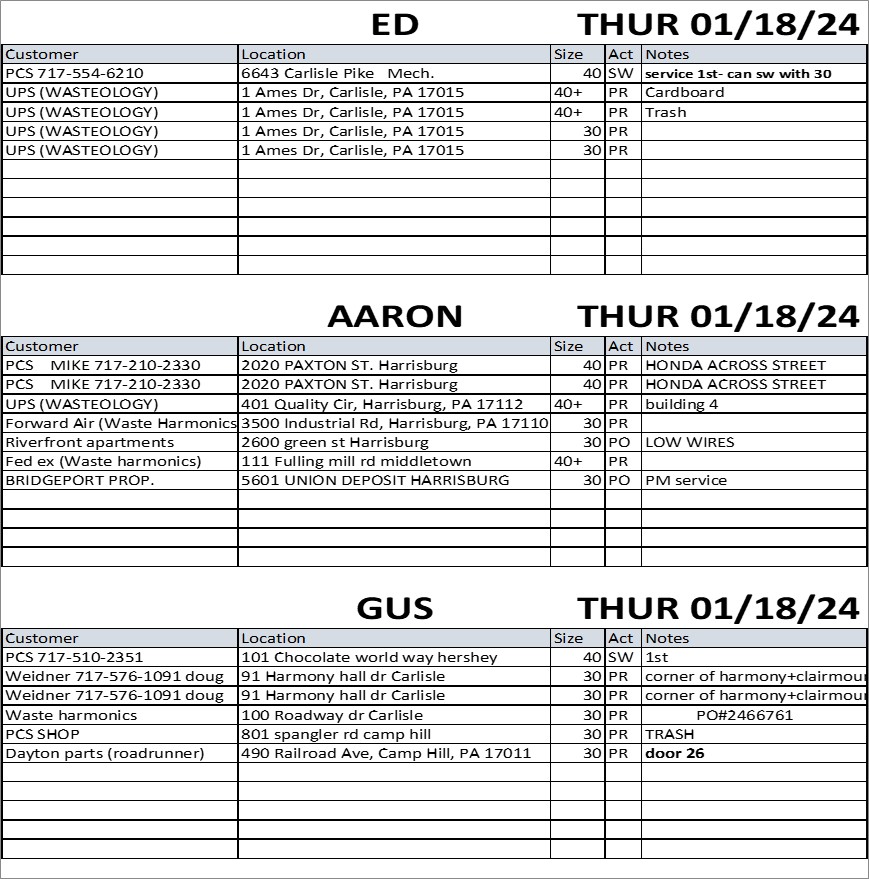 ED THUR 01/18/24
Customer Location Size Act Notes
PCS 717-554-6210 6643 Carlisle Pike Mech. 40 SW service 1st- can sw with 30
UPS (WASTEOLOGY) 1 Ames Dr, Carlisle, PA 17015 40+ PR Cardboard
UPS (WASTEOLOGY) 1 Ames Dr, Carlisle, PA 17015 40+ PR Trash
UPS (WASTEOLOGY) 1 Ames Dr, Carlisle, PA 17015 30 PR
UPS (WASTEOLOGY) 1 Ames Dr, Carlisle, PA 17015 30 PR
AARON THUR 01/18/24
Customer Location Size Act Notes
PCS MIKE 717-210-2330 2020 PAXTON ST. Harrisburg 40 PR HONDA ACROSS STREET
PCS MIKE 717-210-2330 2020 PAXTON ST. Harrisburg 40 PR HONDA ACROSS STREET
UPS (WASTEOLOGY) 401 Quality Cir, Harrisburg, PA 17112 40+ PR building 4
Forward Air (Waste Harmonics 3500 Industrial Rd, Harrisburg, PA 17110 30 PR
Riverfront apartments 2600 green st Harrisburg 30 PO LOW WIRES
Fed ex (Waste harmonics) 111 Fulling mill rd middletown 40+ PR
BRIDGEPORT PROP. 5601 UNION DEPOSIT HARRISBURG 30 PO PM service
GUS THUR 01/18/24
Customer Location Size Act Notes
PCS 717-510-2351 101 Chocolate world way hershey 40 SW 1st
Weidner 717-576-1091 doug 91 Harmony hall dr Carlisle 30 PR corner of harmony+clairmour
Weidner 717-576-1091 doug 91 Harmony hall dr Carlisle 30 PR corner of harmony+clairmour
Waste harmonics 100 Roadway dr Carlisle 30 PR PO#2466761
PCS SHOP 801 spangler rd camp hill 30 PR TRASH
Dayton parts (roadrunner) 490 Railroad Ave, Camp Hill, PA 17011 30 PR door 26